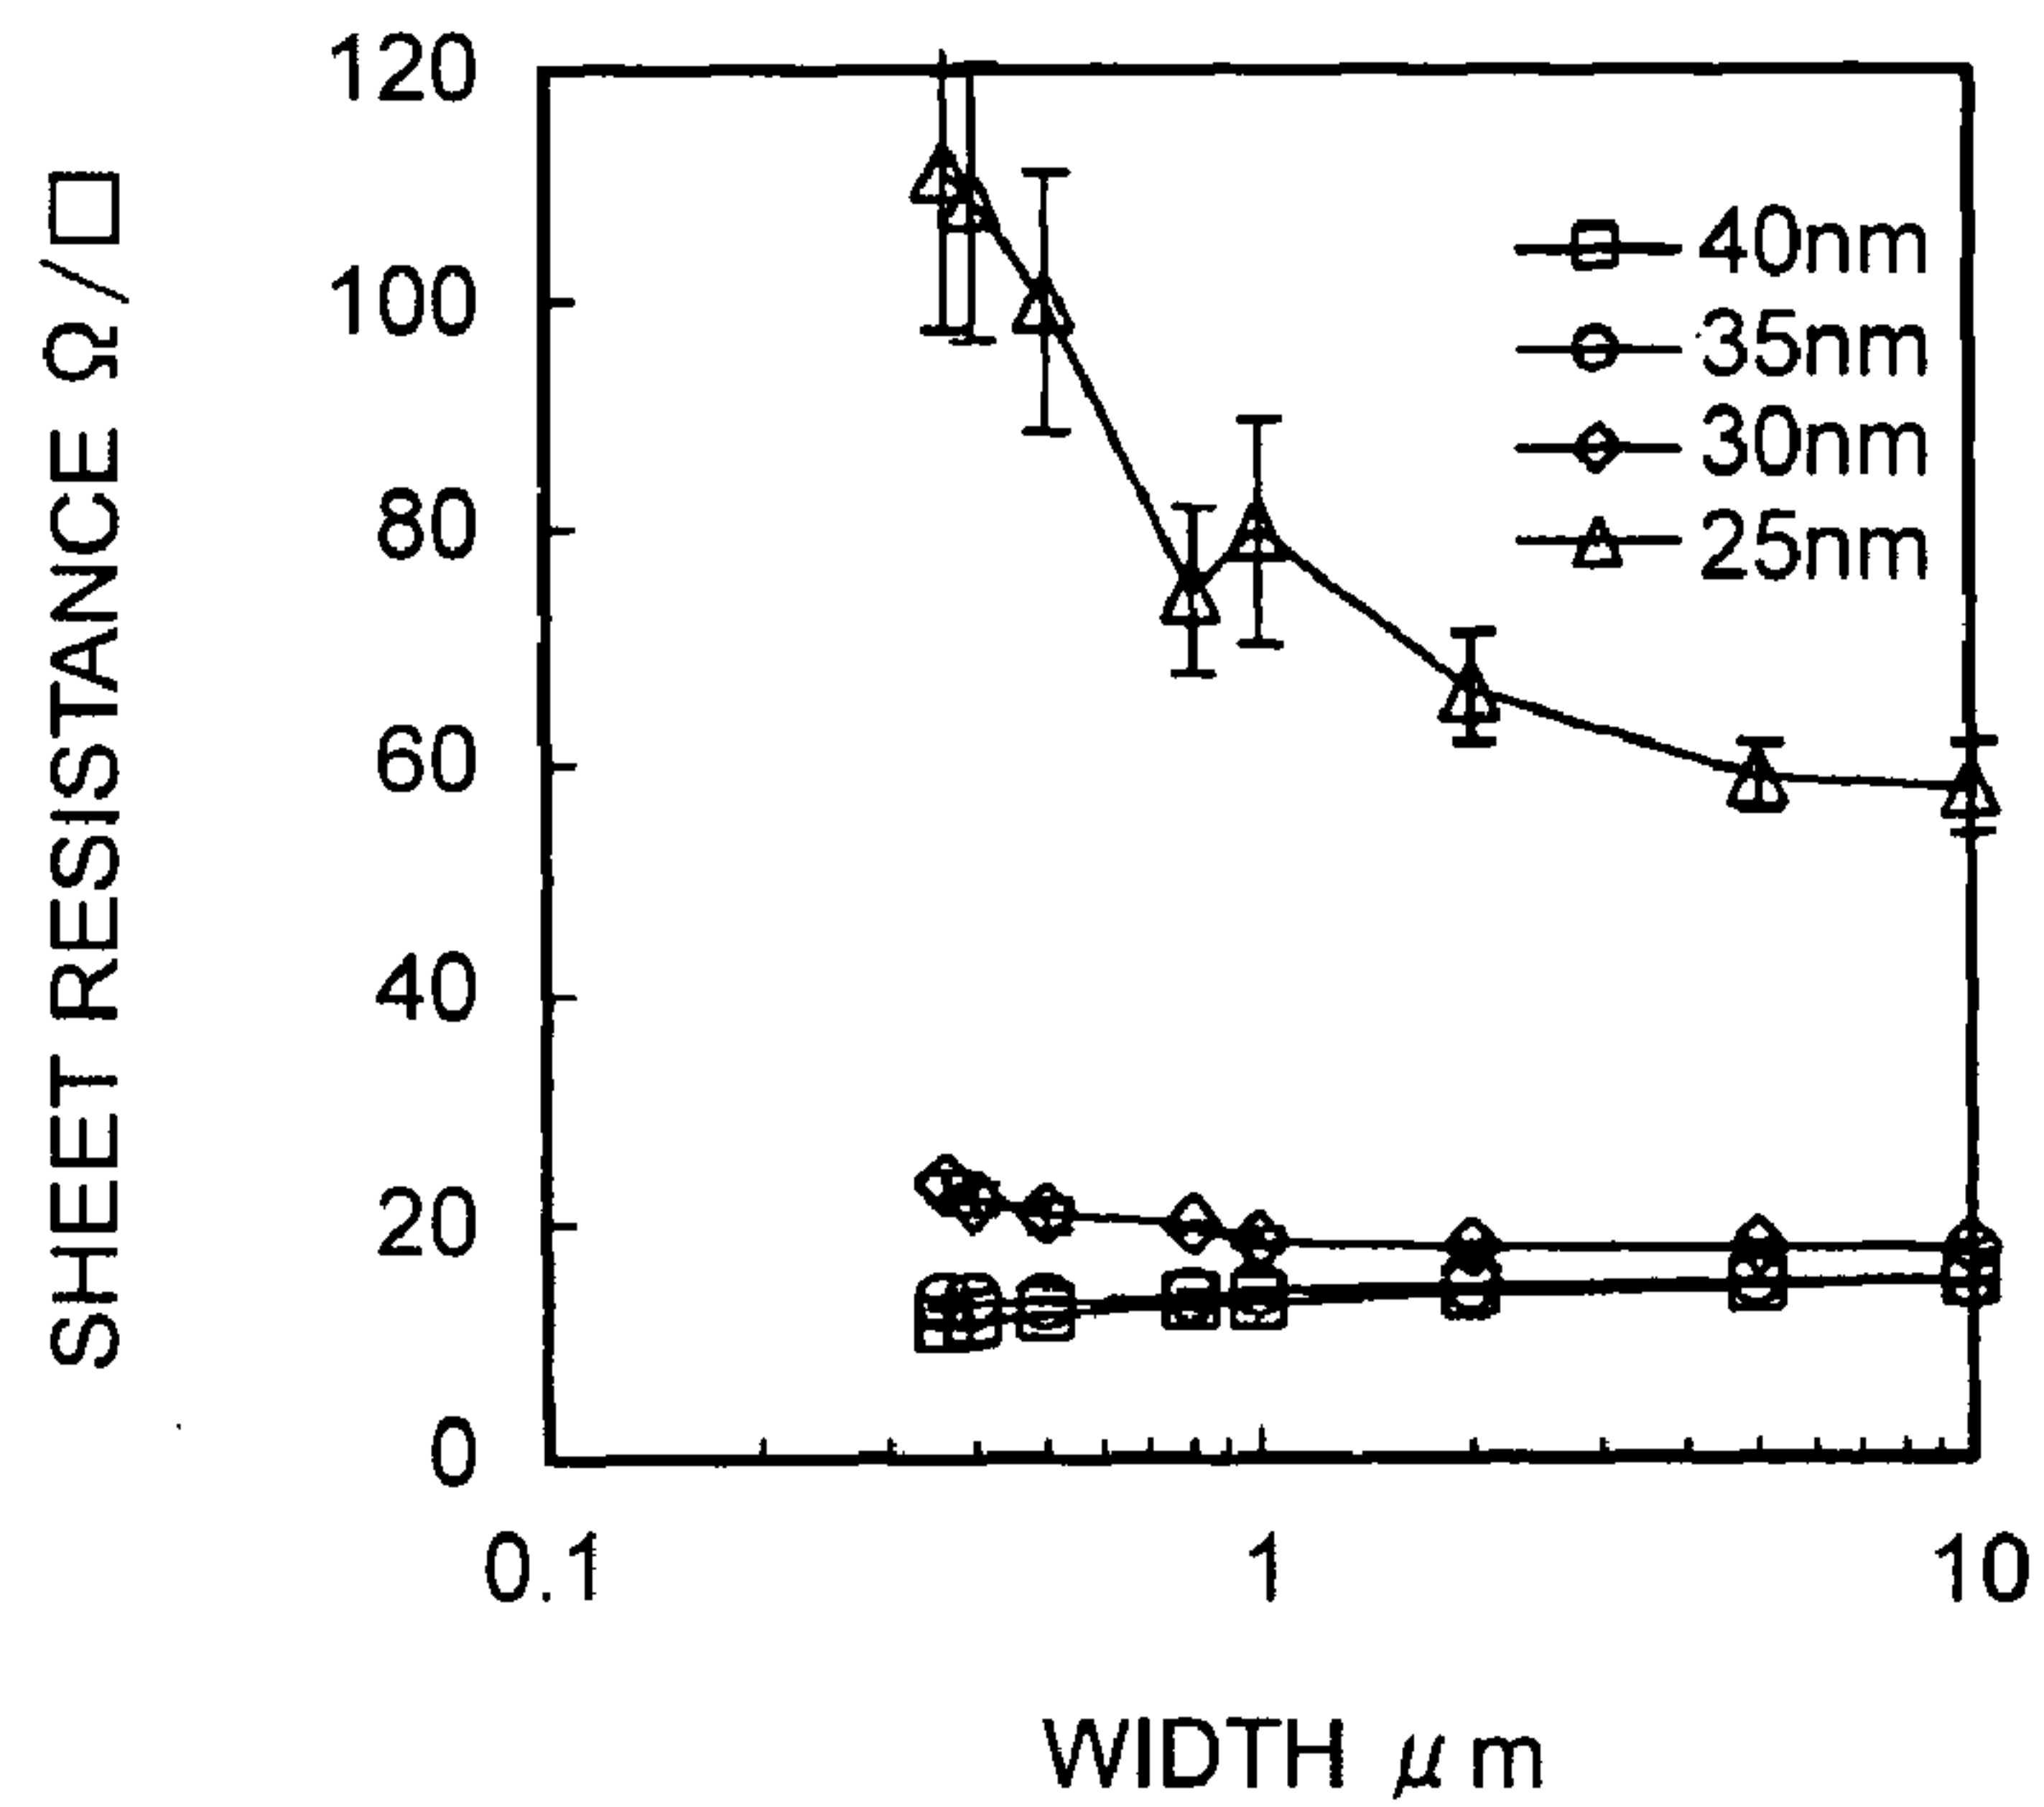 SHEET RESISTANCE Ω/□
120
100
80
60
40
20
0
40nm
35nm
30nm
25nm
0.1 1 10
WIDTH μm